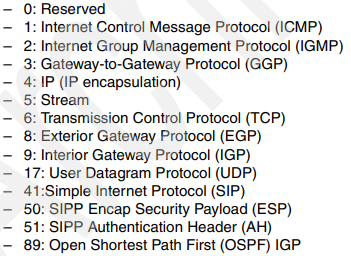 – 0: Reserved
– 1: Internet Control Message Protocol (ICMP)
– 2: Internet Group Management Protocol (IGMP)
– 3: Gateway-to-Gateway Protocol (GGP)
– 4: IP (IP encapsulation)
– 5: Stream
– 6: Transmission Control Protocol (TCP)
– 8: Exterior Gateway Protocol (EGP)
– 9: Interior Gateway Protocol (IGP)
– 17: User Datagram Protocol (UDP)
– 41:Simple Internet Protocol (SIP)
– 50: SIPP Encap Security Payload (ESP)
– 51: SIPP Authentication Header (AH)
– 89: Open Shortest Path First (OSPF) IGP